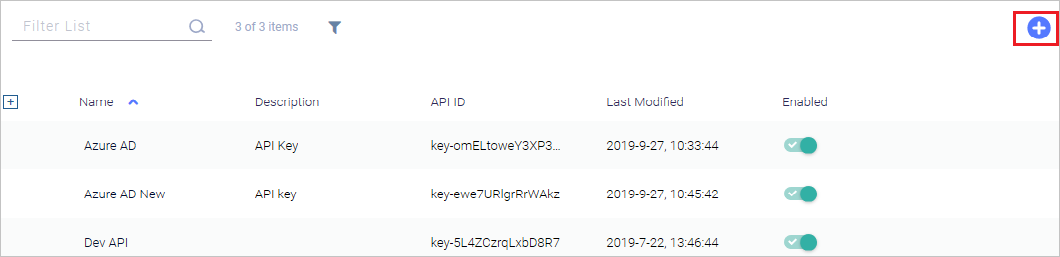 Filter List 3 of 3 items
Name Description API ID Last Modified Enabled
Azure AD API Key key-omELtoweY3XP3... 2019-9-27, 10:33:44
Azure AD New API key key-ewe7URlgrRrWAkz 2019-9-27, 10:45:42
Dev API key-5L4ZCzrqLxbD8R7 2019-7-22, 13:46:44